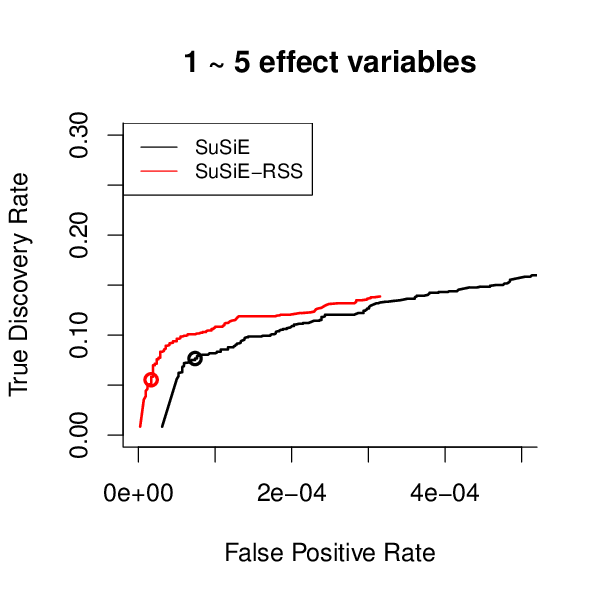 1 ~ 5 effect variables
SuSiE
SuSiE−RSS
True Discovery Rate
0.30
0.20
0.10
0.00
0e+00 2e−04 4e−04
False Positive Rate